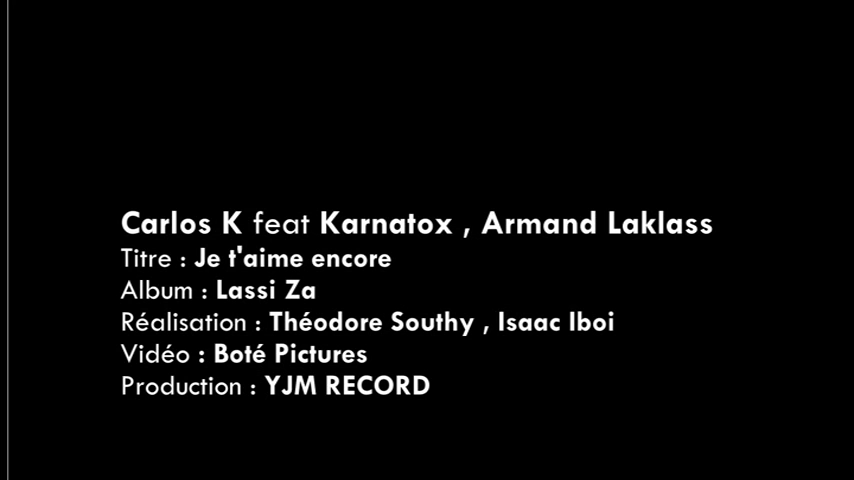 Carlos K feat Karnatox , Armand Laklass
Titre : Je t'aime encore
Album : Lassi Za
Réalisation : Théodore Southy , Isaac Iboi
Vidéo : Boté Pictures
Production : YJM RECORD